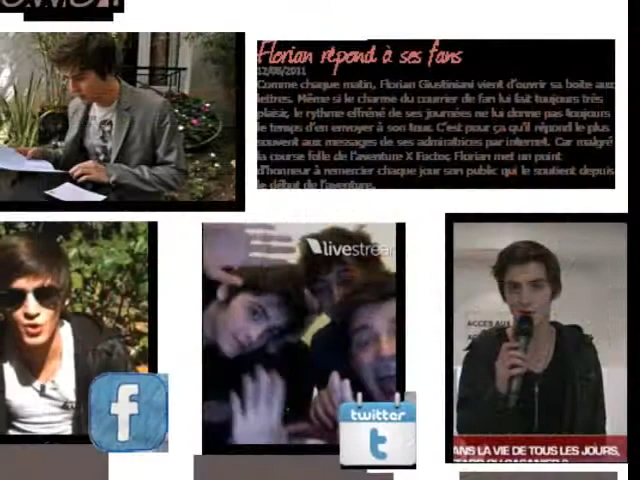 Florian répond à ses fans
12/06/2011
Comme chaque matin, Florian Giustiniani vient d'ouvrir sa boite aux
lettres. Même si le charme du courrier de fan lui fait toujours très
plaisir, le rythme effréné de ses journées ne lui donne pas toujours
le temps d'en envoyer à son tour. C'est pour ça qu'il répond le plus
souvent aux messages de ses admiratrices par internet. Car malgré
la course folle de l'aventure X Factor, Florian met un point
d'honneur à remercier chaque jour son public qui le soutient depuis
le début de l'aventure.
livestream
ACCES AUX
f
twitter
t
ANS LA VIE DE TOUS LES JOURS,